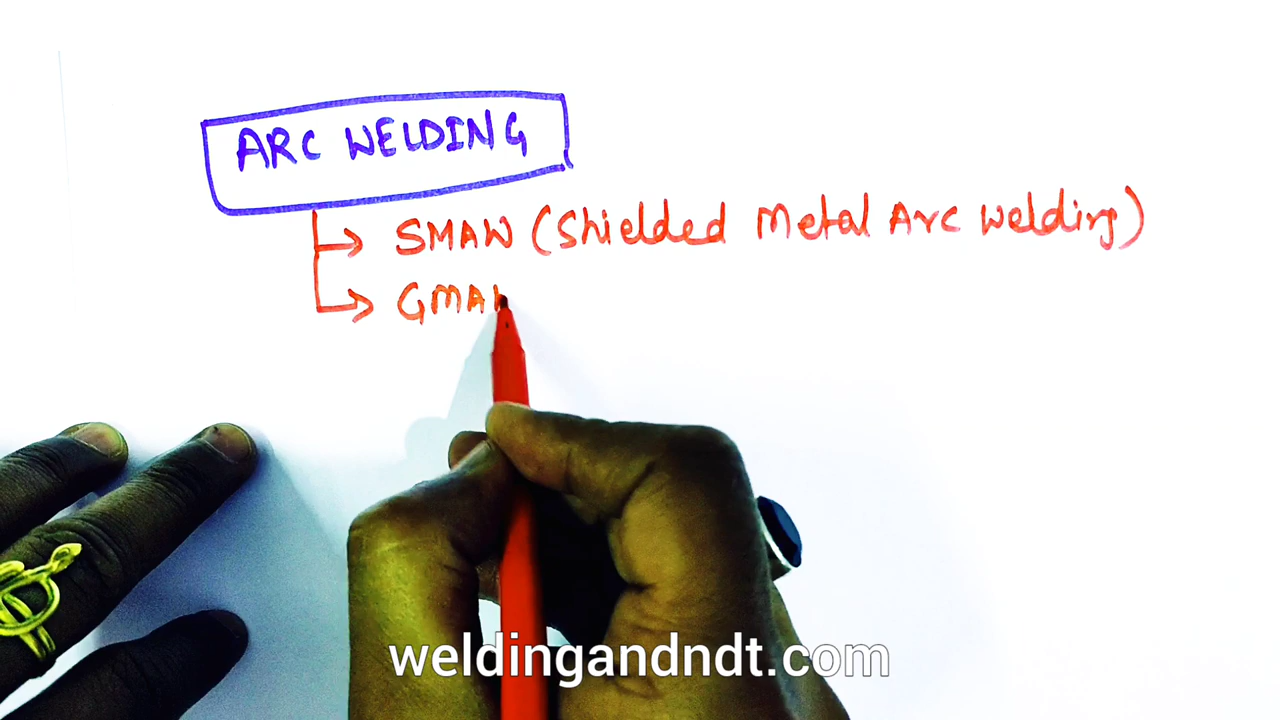 ARC WELDING
→ SMAW (Shielded Metal Arc Welding)
→ GMA
weldingandndt.com